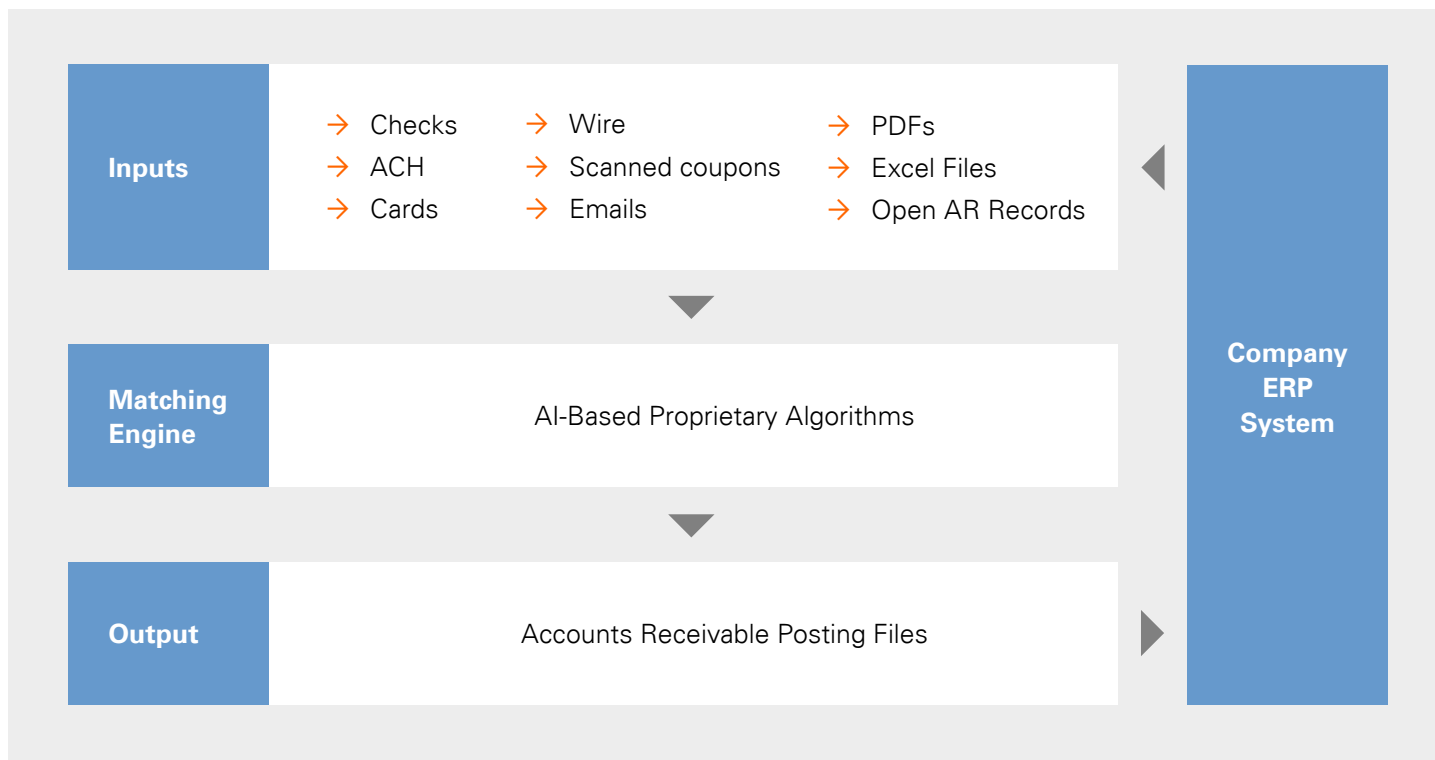 Inputs
→ Checks
→ ACH
→ Cards
→ Wire
→ Scanned coupons
→ Emails
→ PDFs
→ Excel Files
→ Open AR Records
Matching
Engine
AI-Based Proprietary Algorithms
Output
Accounts Receivable Posting Files
Company
ERP
System